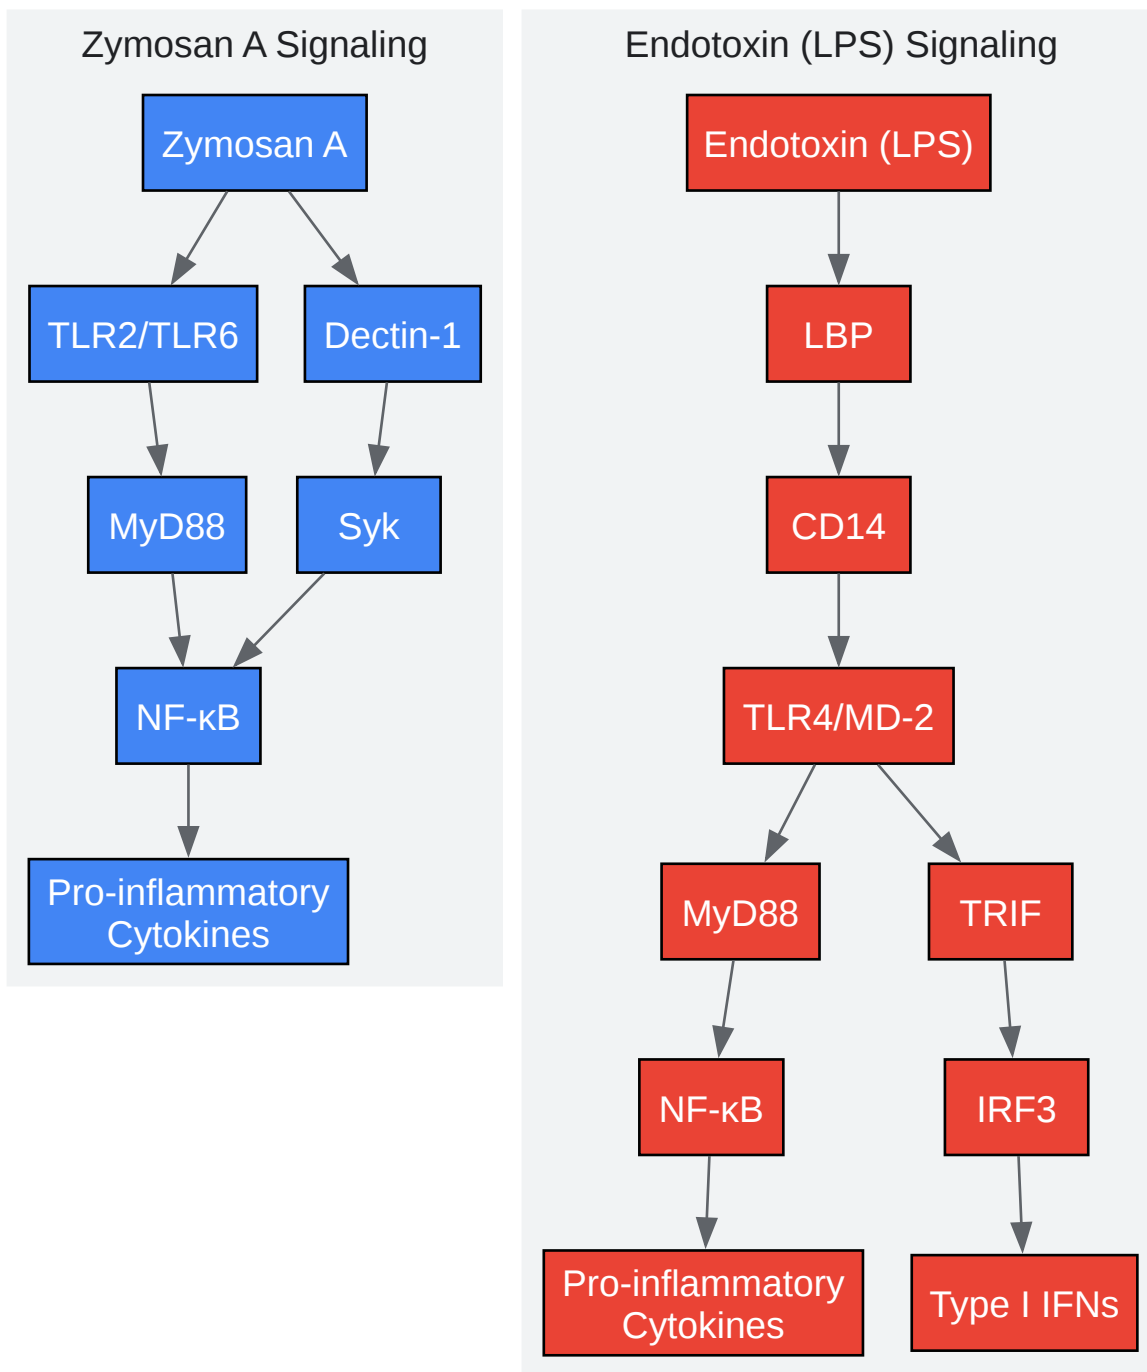 Zymosan A Signaling
Zymosan A
TLR2/TLR6
Dectin-1
MyD88
Syk
NF-κB
Pro-inflammatory
Cytokines
Endotoxin (LPS) Signaling
Endotoxin (LPS)
LBP
CD14
TLR4/MD-2
MyD88
TRIF
NF-κB
IRF3
Pro-inflammatory
Cytokines
Type I IFNs